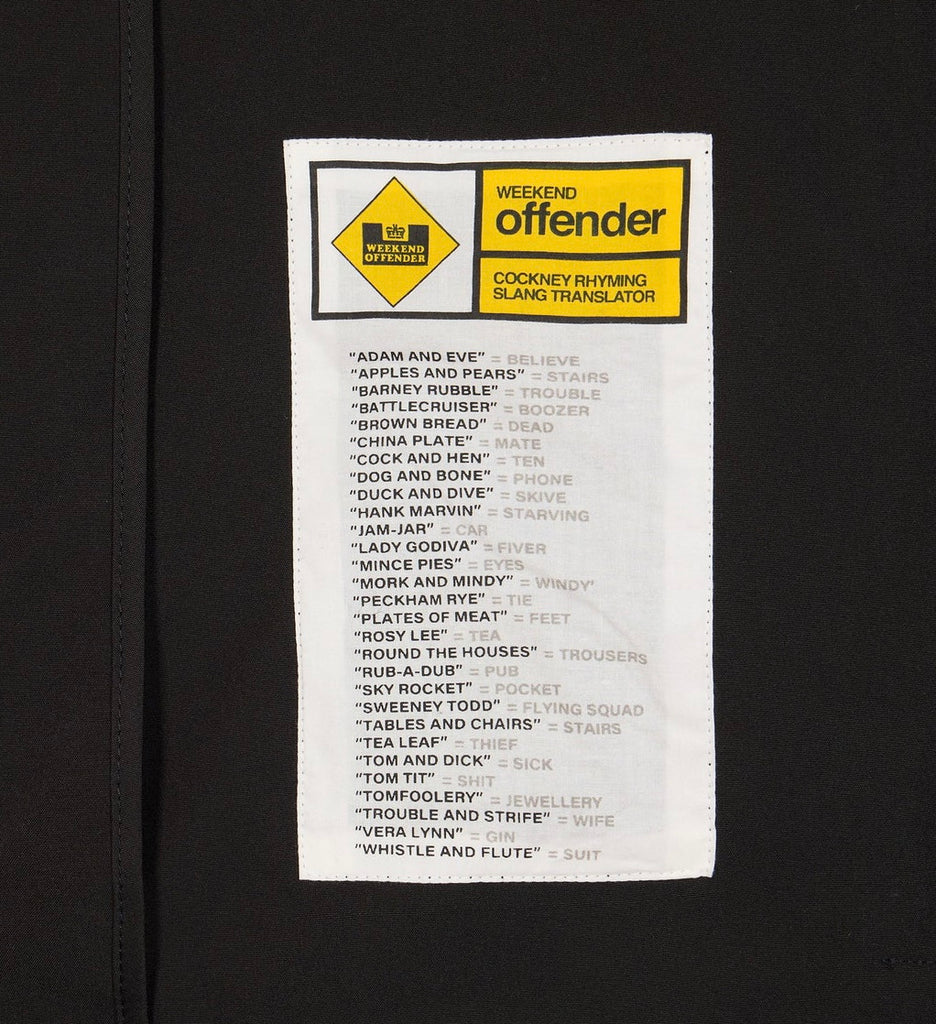 WEEKEND
OFFENDER
WEEKEND
offender
COCKNEY RHYMING
SLANG TRANSLATOR
"ADAM AND EVE" = BELIEVE
"APPLES AND PEARS" = STAIRS
"BARNEY RUBBLE" = TROUBLE
"BATTLECRUISER" = BOOZER
"BROWN BREAD" = DEAD
"CHINA PLATE" = MATE
"COCK AND HEN" = TEN
"DOG AND BONE" = PHONE
"DUCK AND DIVE" = SKIVE
"HANK MARVIN" = STARVING
"JAM-JAR" = CAR
"LADY GODIVA" = FIVER
"MINCE PIES" = EYES
"MORK AND MINDY" = WINDY'
"PECKHAM RYE" = TIE
"PLATES OF MEAT" = FEET
"ROSY LEE" = TEA
"ROUND THE HOUSES" = TROUSERS
"RUB-A-DUB" = PUB
"SKY ROCKET" = POCKET
"SWEENEY TODD" = FLYING SQUAD
"TABLES AND CHAIRS" = STAIRS
"TEA LEAF" = THIEF
"TOM AND DICK" = SICK
"TOM TIT" = SHIT
"TOMFOOLERY" = JEWELLERY
"TROUBLE AND STRIFE" = WIFE
"VERA LYNN" = GIN
"WHISTLE AND FLUTE" = SUIT